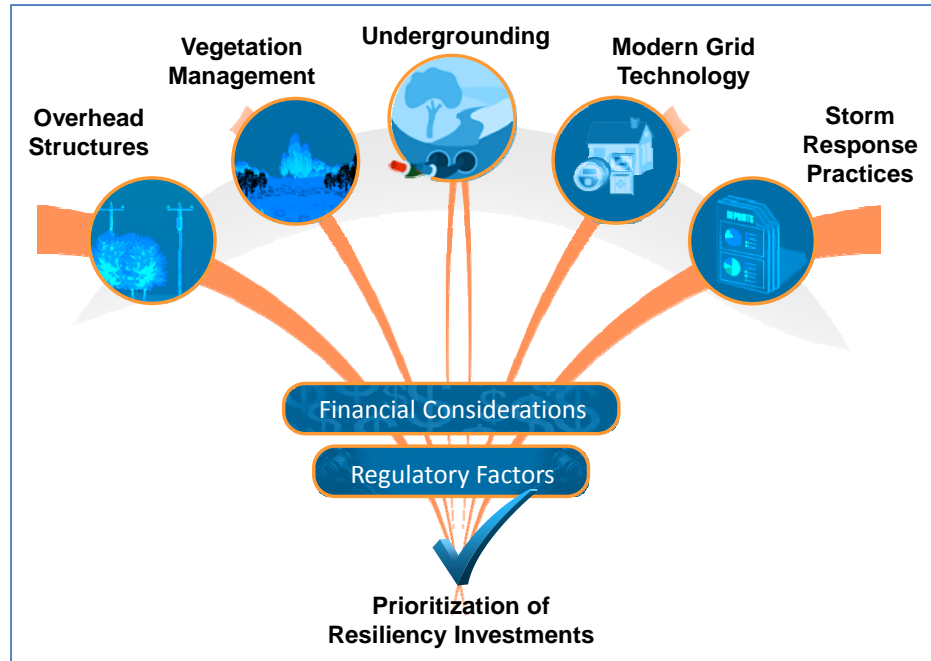 Overhead
Structures
Vegetation
Management
Undergrounding
Modern Grid
Technology
Storm
Response
Practices
REPORTS
Financial Considerations
Regulatory Factors
Prioritization of
Resiliency Investments